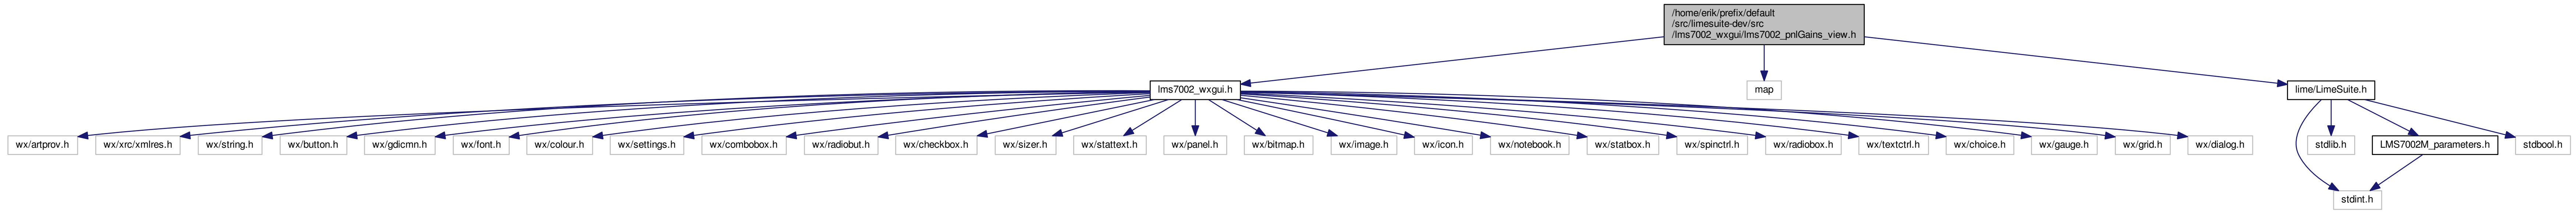 /home/erik/prefix/default
/src/limesuite-dev/src
/lms7002_wxgui/lms7002_pnlGains_view.h
lms7002_wxgui.h
map
lime/LimeSuite.h
wx/artprov.h
wx/xrc/xmlres.h
wx/string.h
wx/button.h
wx/gdicmn.h
wx/font.h
wx/colour.h
wx/settings.h
wx/combobox.h
wx/radiobut.h
wx/checkbox.h
wx/sizer.h
wx/stattext.h
wx/panel.h
wx/bitmap.h
wx/image.h
wx/icon.h
wx/notebook.h
wx/statbox.h
wx/spinctrl.h
wx/radiobox.h
wx/textctrl.h
wx/choice.h
wx/gauge.h
wx/grid.h
wx/dialog.h
stdlib.h
LMS7002M_parameters.h
stdbool.h
stdint.h